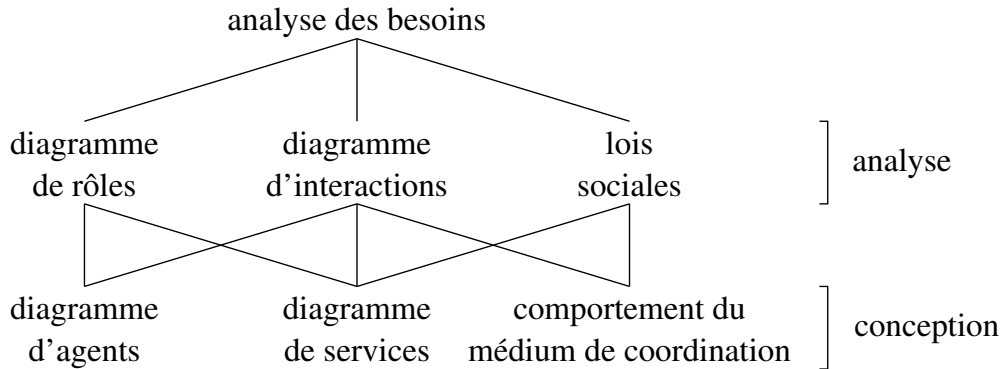 analyse des besoins
diagramme
de rôles
diagramme
d'interactions
lois
sociales
analyse
diagramme
d'agents
diagramme
de services
comportement du
médium de coordination
conception